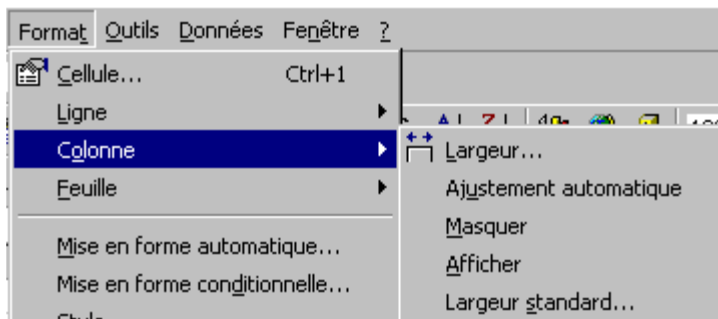 Format Outils Données Fenêtre ?
Cellule... Ctrl+1
Ligne
Colonne
Feuille
Mise en forme automatique...
Mise en forme conditionnelle...
Largeur...
Ajustement automatique
Masquer
Afficher
Largeur standard...